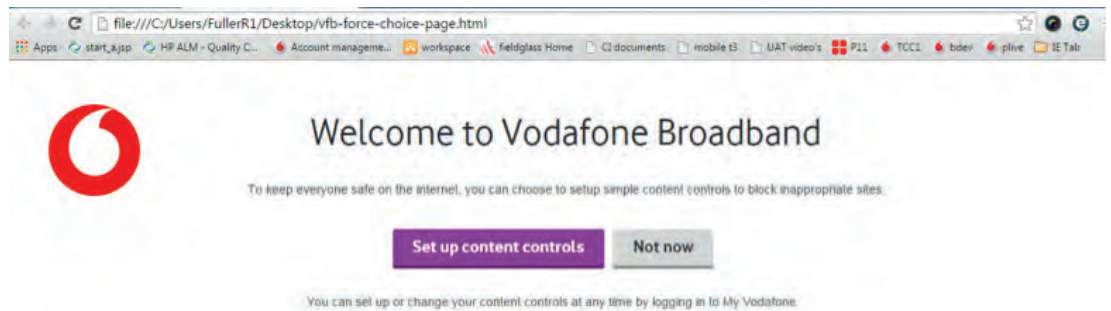 file:///C:/Users/FullerR1/Desktop/vfb-force-choice-page.html
Apps start_a.jsp HP ALM - Quality C... Account manageme... workspace fieldglass Home CI documents mobile t3 UAT video's P11 TCC1 bdev plive IE Tab
Welcome to Vodafone Broadband
To keep everyone safe on the internet, you can choose to setup simple content controls to block inappropriate sites.
Set up content controls Not now
You can set up or change your content controls at any time by logging in to My Vodafone.